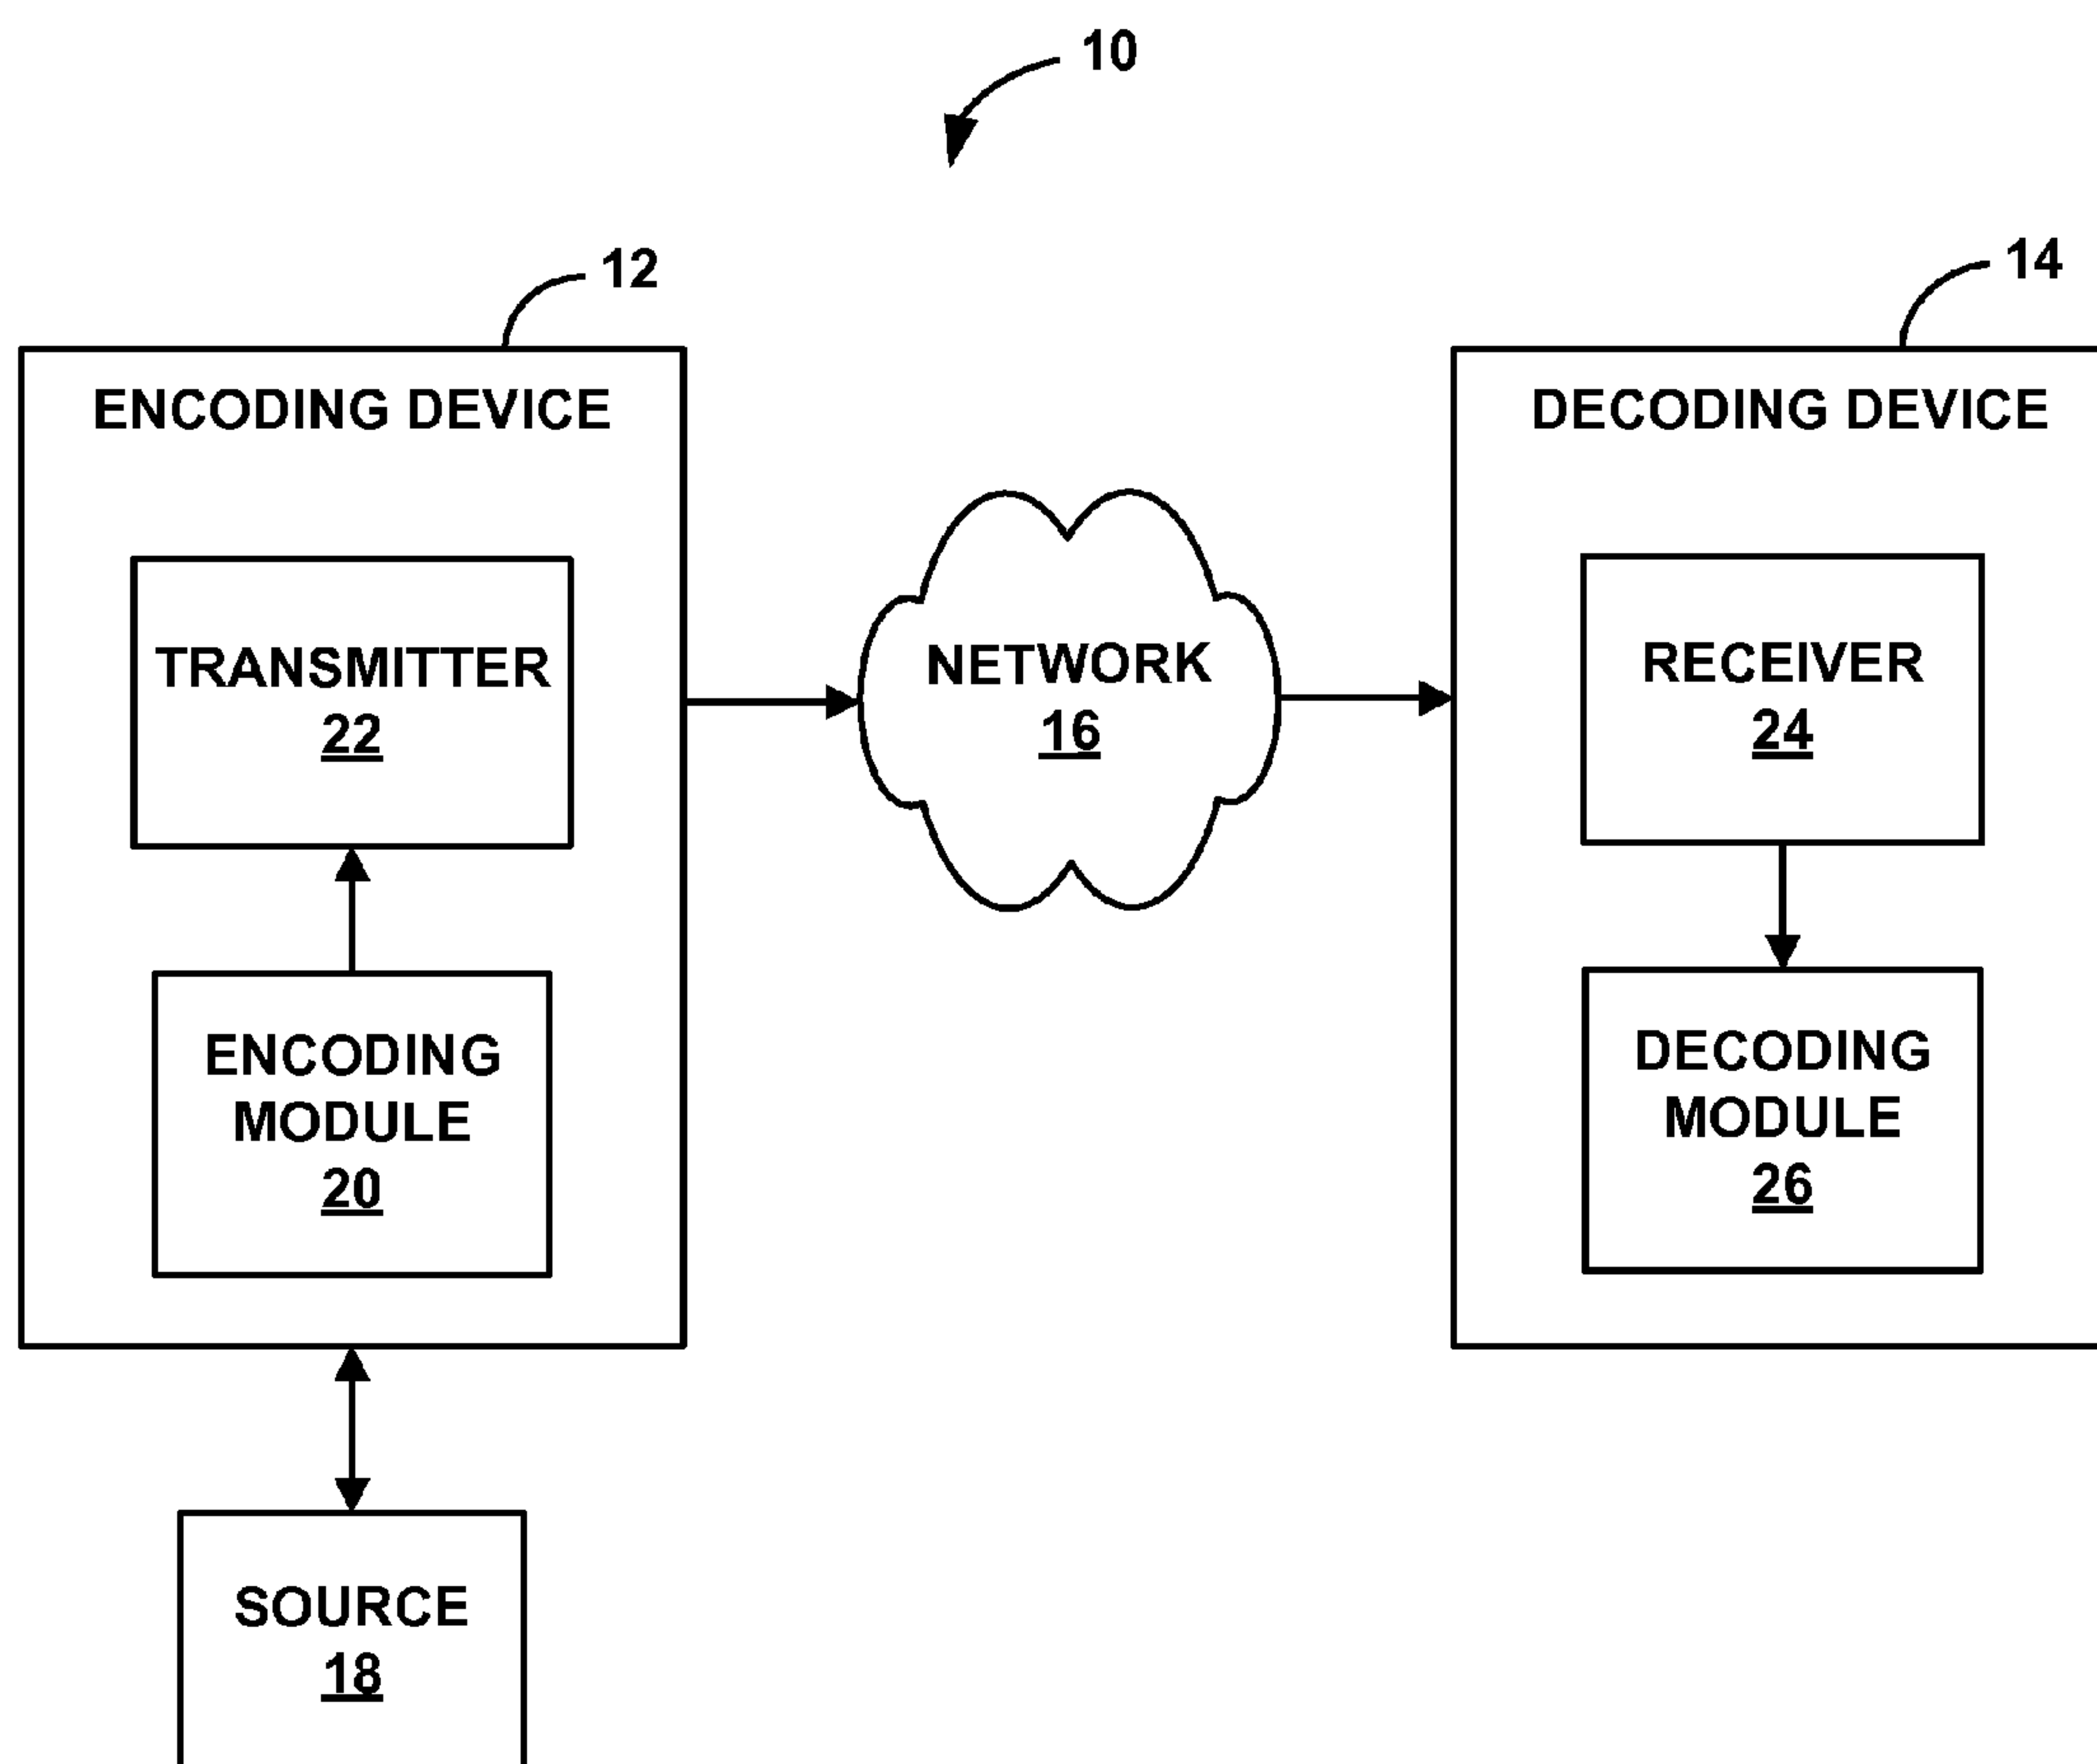 10
12
14
ENCODING DEVICE
DECODING DEVICE
TRANSMITTER
22
NETWORK
16
RECEIVER
24
ENCODING
MODULE
20
DECODING
MODULE
26
SOURCE
18